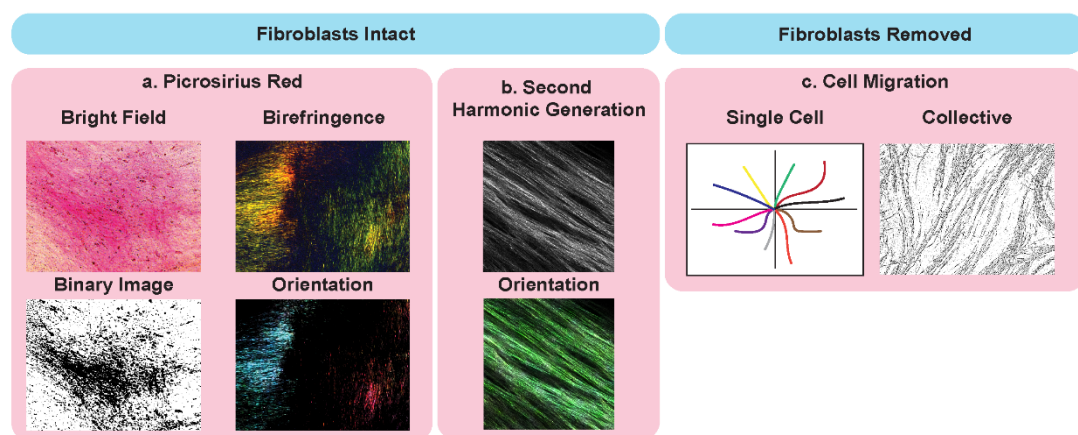 Fibroblasts Intact
Fibroblasts Removed
a. Picrosirius Red
Bright Field
Birefringence
Binary Image
Orientation
b. Second
Harmonic Generation
Orientation
c. Cell Migration
Single Cell
Collective